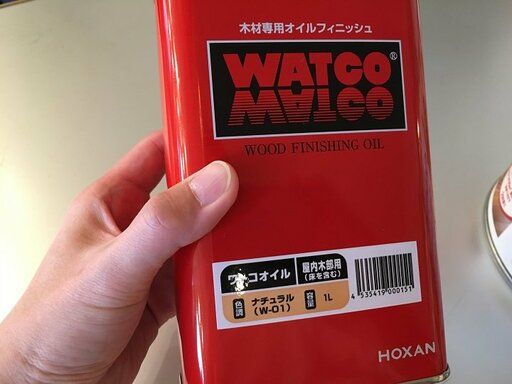 木材専用オイルフィニッシュ
WATCO®
WATCO
WOOD FINISHING OIL
ワトコオイル
屋内木部用
(床を含む)
色調
ナチュラル
(W-01)
容量
1L
4 535419 000151
HOXAN